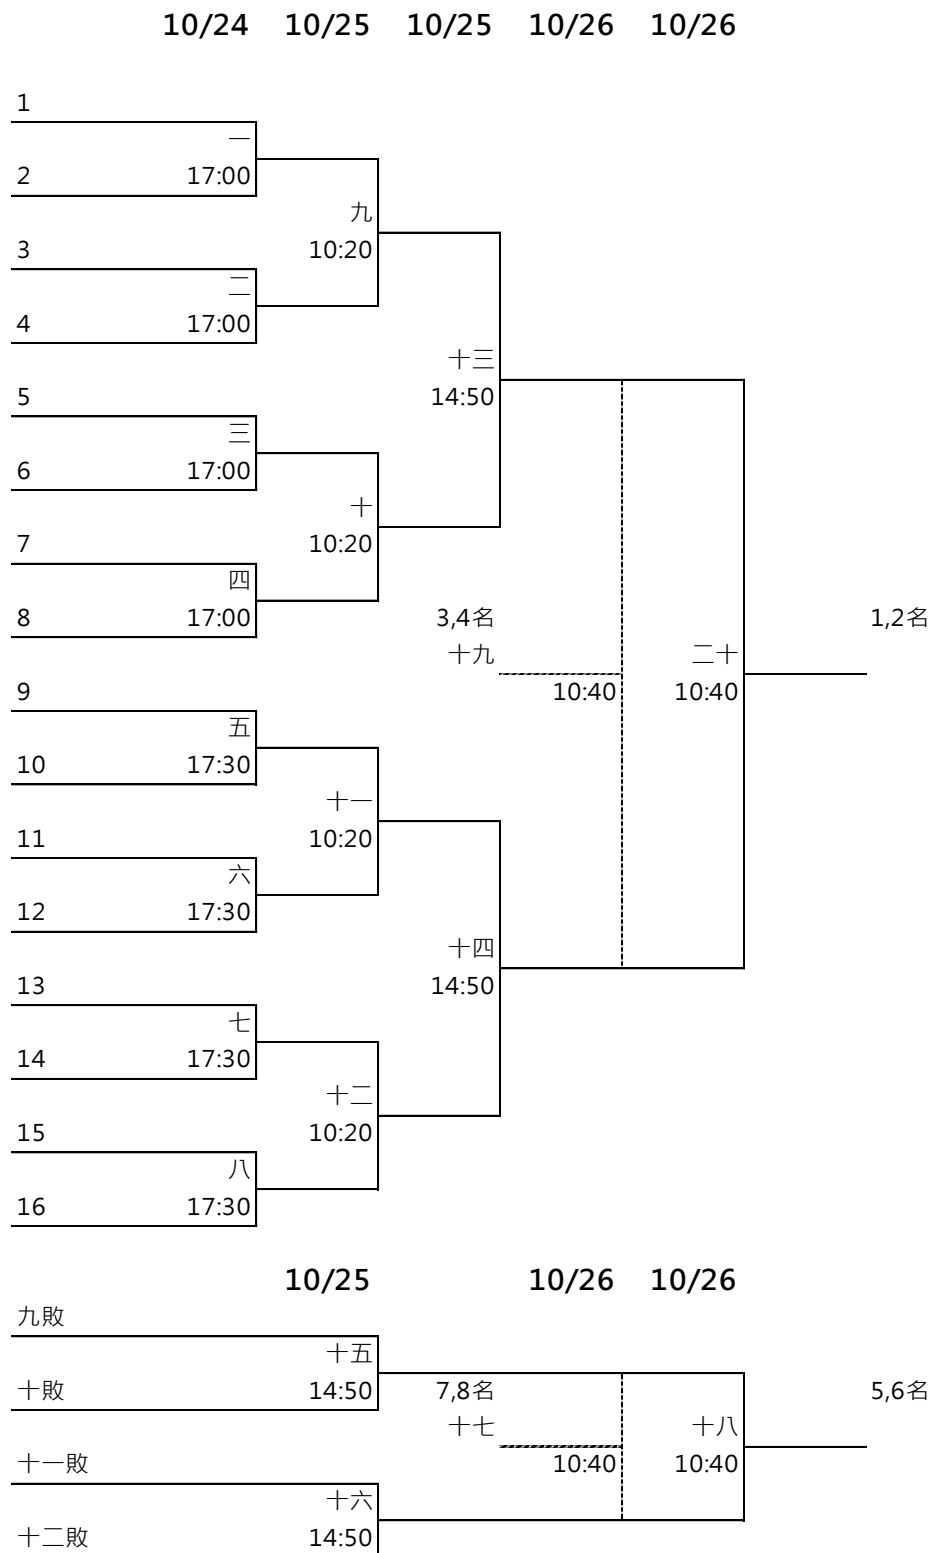 10/24 10/25 10/25 10/26 10/26
1
一
2 17:00
九
3 10:20
二
4 17:00
十三
5 14:50
三
6 17:00
十
7 10:20
四
8 17:00 3,4名 1,2名
十九 二十
9 10:40 10:40
五
10 17:30
十一
11 10:20
六
12 17:30
十四
13 14:50
七
14 17:30
十二
15 10:20
八
16 17:30
10/25 10/26 10/26
九敗
十五
十敗 14:50 7,8名 5,6名
十七 十八
十一敗 10:40 10:40
十六
十二敗 14:50